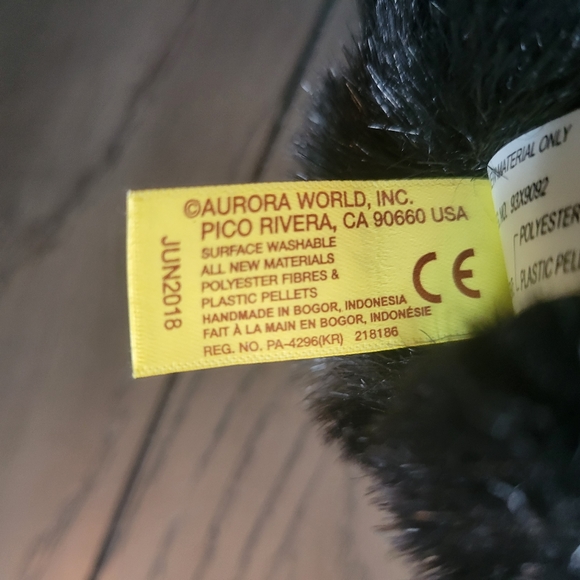 ©AURORA WORLD, INC.
PICO RIVERA, CA 90660 USA
SURFACE WASHABLE
ALL NEW MATERIALS
POLYESTER FIBRES &
PLASTIC PELLETS
HANDMADE IN BOGOR, INDONESIA
FAIT À LA MAIN EN BOGOR, INDONÉSIE
REG. NO. PA-4296(KR) 218186
CE
JUN2018
MATERIAL ONLY
NO. 93X9092
POLYESTER
PLASTIC PEL